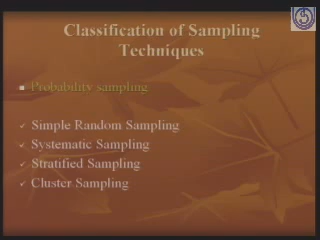 Classification of Sampling
Techniques
Probability sampling
Simple Random Sampling
Systematic Sampling
Stratified Sampling
Cluster Sampling